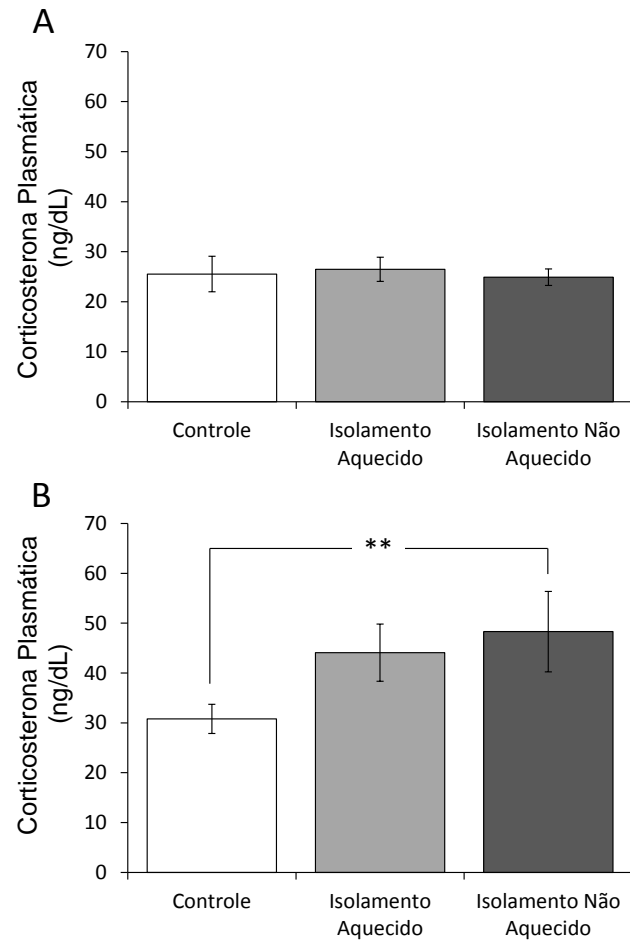 A
Corticosterona Plasmática
(ng/dL)
70
60
50
40
30
20
10
0
Controle
Isolamento
Aquecido
Isolamento Não
Aquecido
B
Corticosterona Plasmática
(ng/dL)
70
60
50
40
30
20
10
0
**
Controle
Isolamento
Aquecido
Isolamento Não
Aquecido